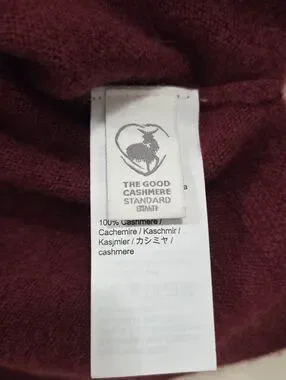 THE GOOD
CASHMERE
STANDARD
a
100% Cashmere /
Cachemire / Kaschmir /
Kasjmier / カシミヤ /
cashmere